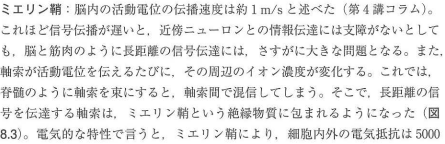 ミエリン鞘：脳内の活動電位の伝播速度は約 1 m/s と述べた（第 4 講コラム）。
これほど信号伝播が遅いと，近傍ニューロンとの情報伝達には支障がないとして
も，脳と筋肉のように長距離の信号伝達には，さすがに大きな問題となる。また，
軸索が活動電位を伝えるたびに，その周辺のイオン濃度が変化する。これでは，
脊髄のように軸索を束にすると，軸索間で混信してしまう。そこで，長距離の信
号を伝達する軸索は，ミエリン鞘という絶縁物質に包まれるようになった（図
8.3）。電気的な特性で言うと，ミエリン鞘により，細胞内外の電気抵抗は 5000